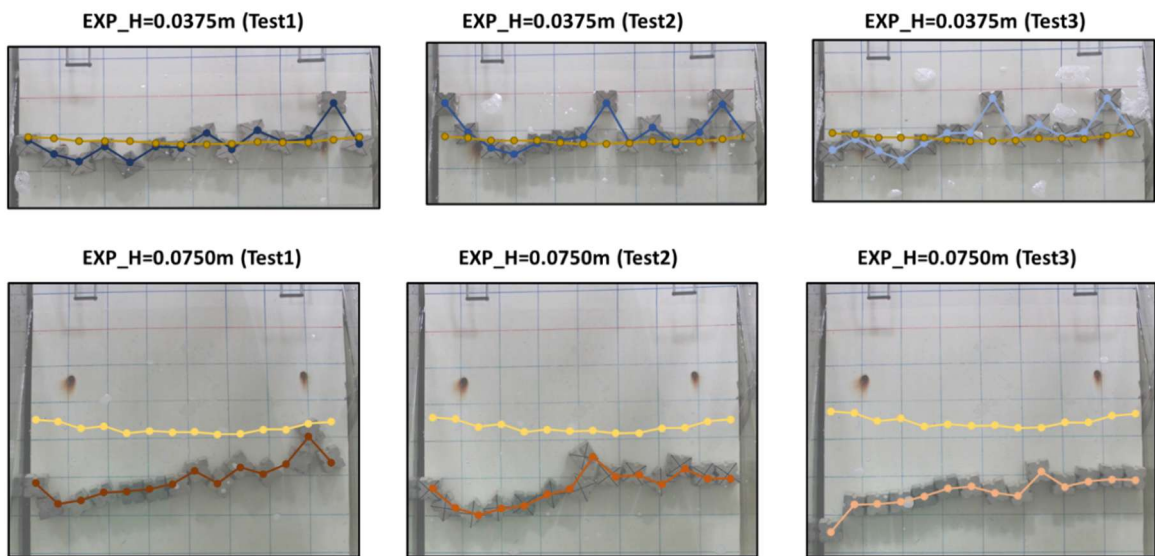 EXP_H=0.0375m (Test1)
EXP_H=0.0375m (Test2)
EXP_H=0.0375m (Test3)
EXP_H=0.0750m (Test1)
EXP_H=0.0750m (Test2)
EXP_H=0.0750m (Test3)